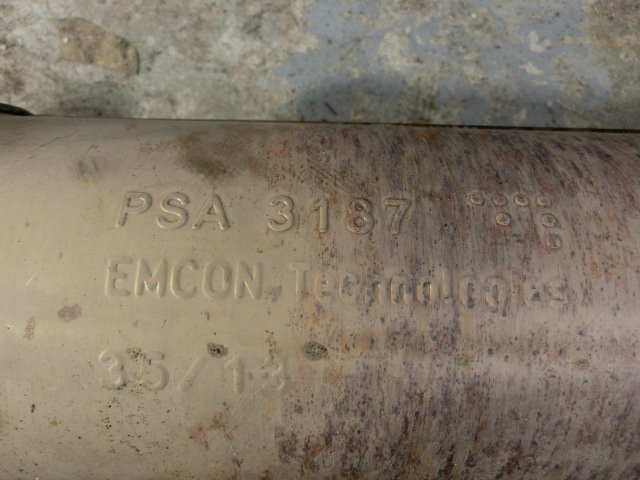 PSA 3187
EMCON Technologies
35/13